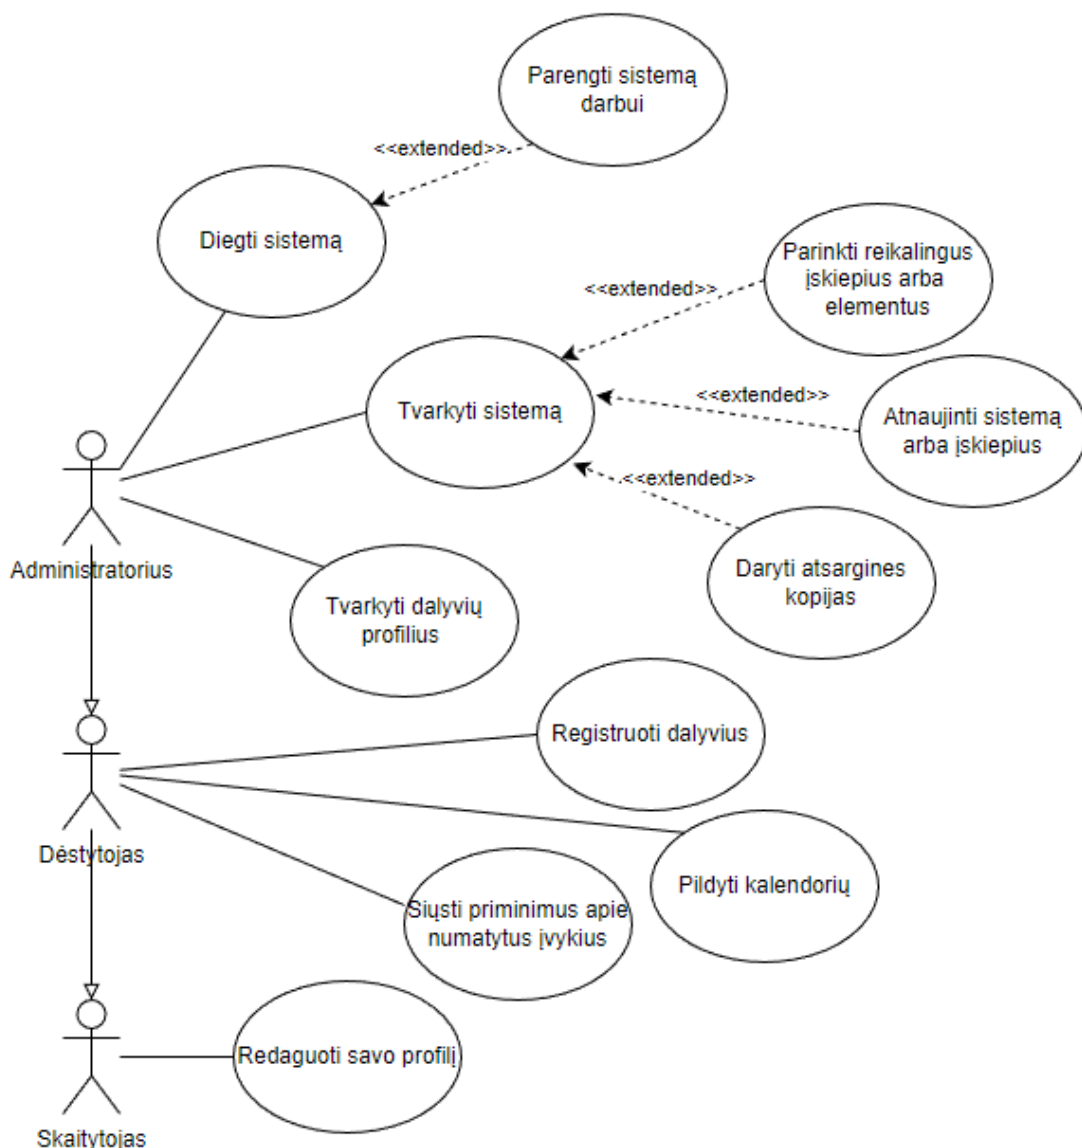 Parengti sistemą
darbui
<<extended>>
Diegti sistemą
Parinkti reikalingus
įskiepius arba
elementus
<<extended>>
Tvarkyti sistemą
<<extended>>
Atnaujinti sistemą
arba įskiepius
<<extended>>
Daryti atsargines
kopijas
Administratorius
Tvarkyti dalyvių
profilius
Registruoti dalyvius
Dėstytojas
Pildyti kalendorių
Siųsti priminimus apie
numatytus įvykius
Redaguoti savo profilį
Skaitytojas